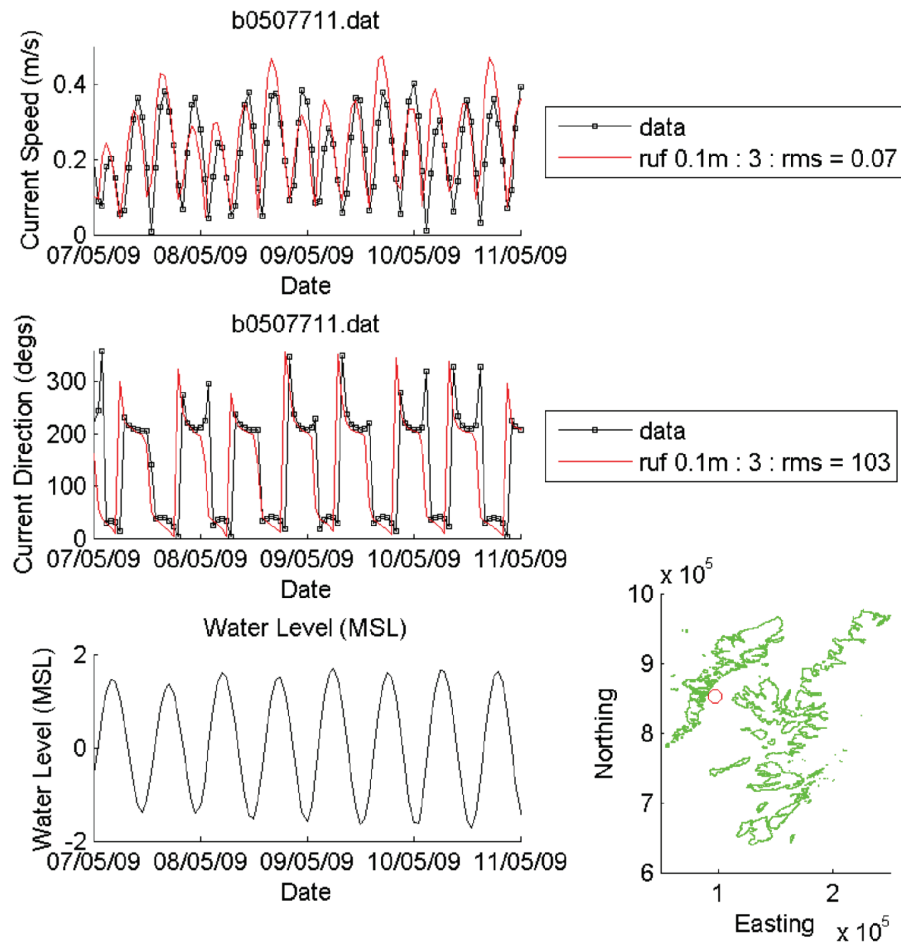 b0507711.dat
Current Speed (m/s)
0.4
0.2
0
07/05/09 08/05/09 09/05/09 10/05/09 11/05/09
Date
data
ruf 0.1m : 3 : rms = 0.07
b0507711.dat
Current Direction (degs)
300
200
100
0
07/05/09 08/05/09 09/05/09 10/05/09 11/05/09
Date
data
ruf 0.1m : 3 : rms = 103
Water Level (MSL)
Water Level (MSL)
2
0
-2
07/05/09 08/05/09 09/05/09 10/05/09 11/05/09
Date
x 10⁵
Northing
10
9
8
7
6
1 2
Easting x 10⁵